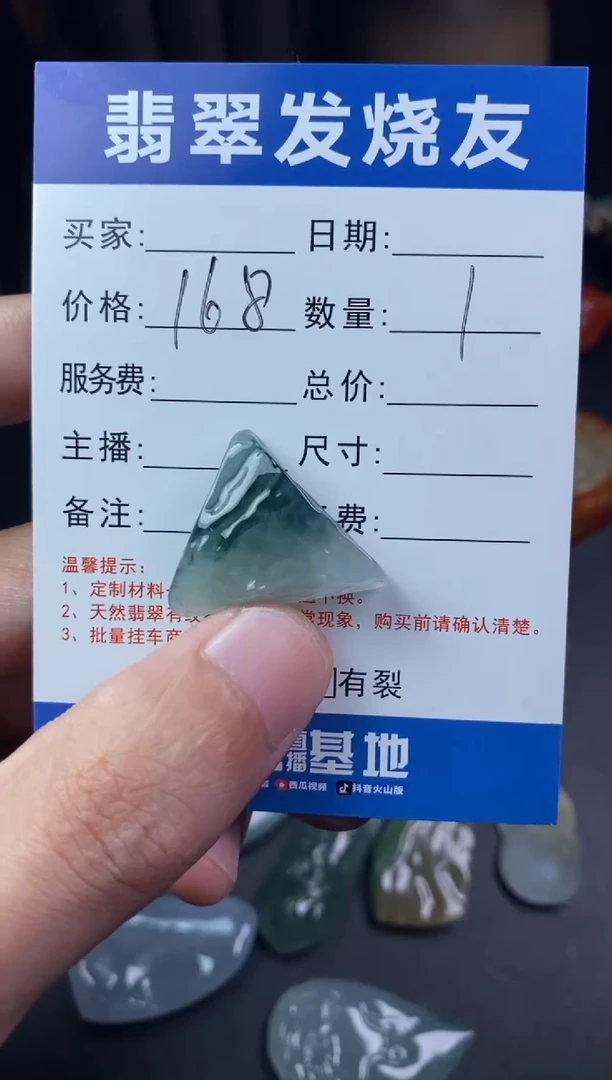 翡翠发烧友
买家: 日期:
价格: 168 数量: 1
服务费: 总价:
主播: 尺寸:
备注: 费:
温馨提示:
1、定制材料 不换。
2、天然翡翠有 现象，购买前请确认清楚。
3、批量挂车商
有裂
播基地
西瓜视频 抖音火山版